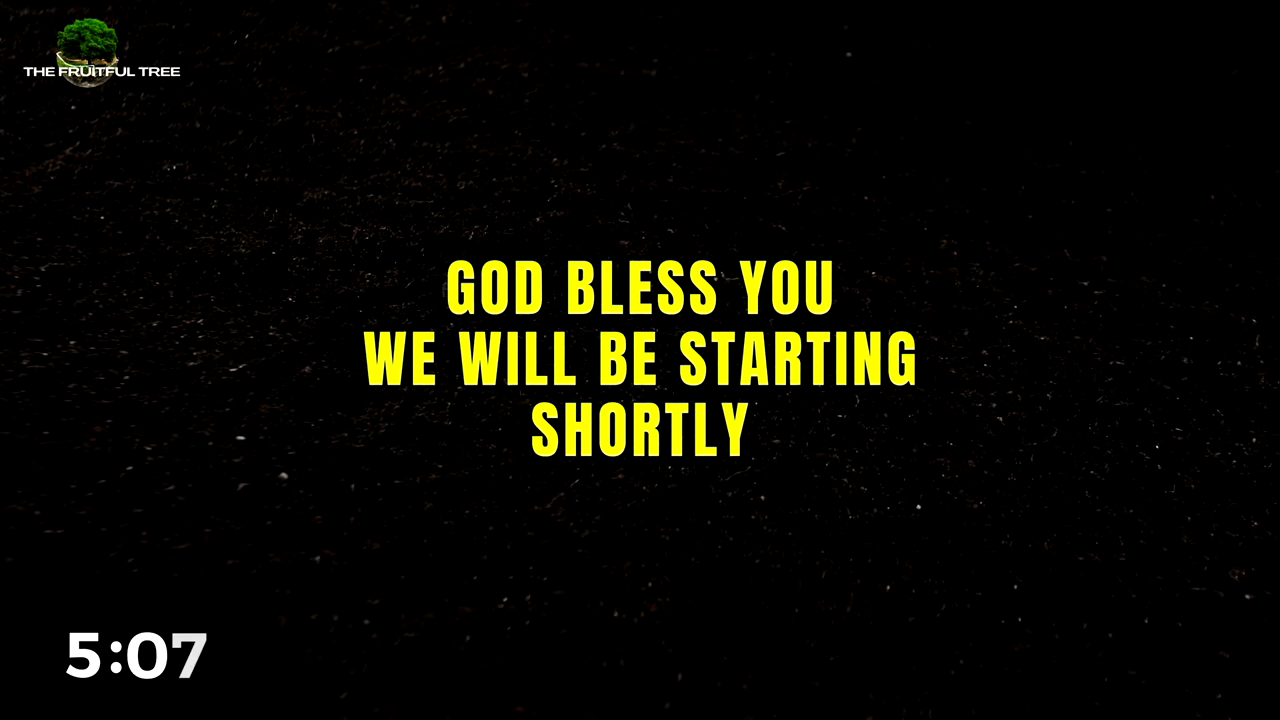 THE FRUITFUL TREE
GOD BLESS YOU
WE WILL BE STARTING
SHORTLY
5:07